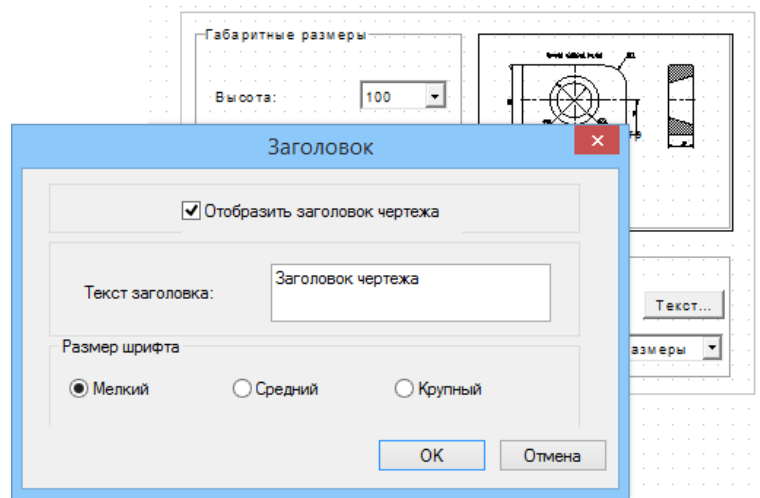 Габаритные размеры
Высота:
100
Заголовок
Отобразить заголовок чертежа
Текст заголовка:
Заголовок чертежа
Текст...
азмеры
Размер шрифта
Мелкий
Средний
Крупный
OK
Отмена